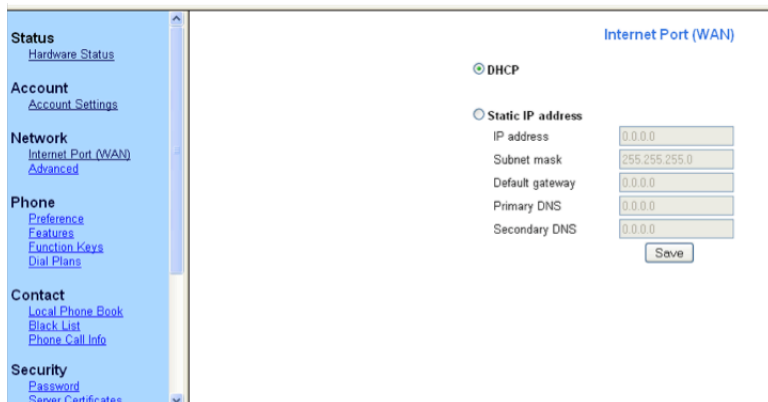 Status
Hardware Status
Account
Account Settings
Network
Internet Port (WAN)
Advanced
Phone
Preference
Features
Function Keys
Dial Plans
Contact
Local Phone Book
Black List
Phone Call Info
Security
Password
Server Certificates
Internet Port (WAN)
DHCP
Static IP address
IP address 0.0.0.0
Subnet mask 255.255.255.0
Default gateway 0.0.0.0
Primary DNS 0.0.0.0
Secondary DNS 0.0.0.0
Save